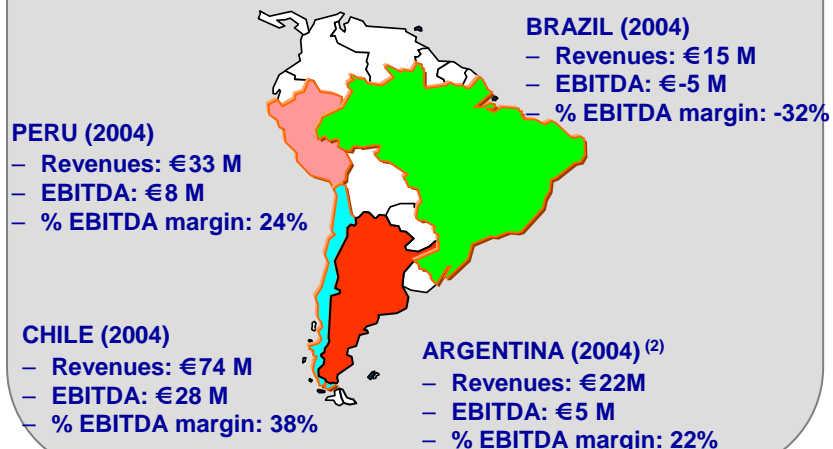 BRAZIL (2004)
– Revenues: €15 M
– EBITDA: €-5 M
– % EBITDA margin: -32%
PERU (2004)
– Revenues: €33 M
– EBITDA: €8 M
– % EBITDA margin: 24%
CHILE (2004)
– Revenues: €74 M
– EBITDA: €28 M
– % EBITDA margin: 38%
ARGENTINA (2004) (2)
– Revenues: €22M
– EBITDA: €5 M
– % EBITDA margin: 22%